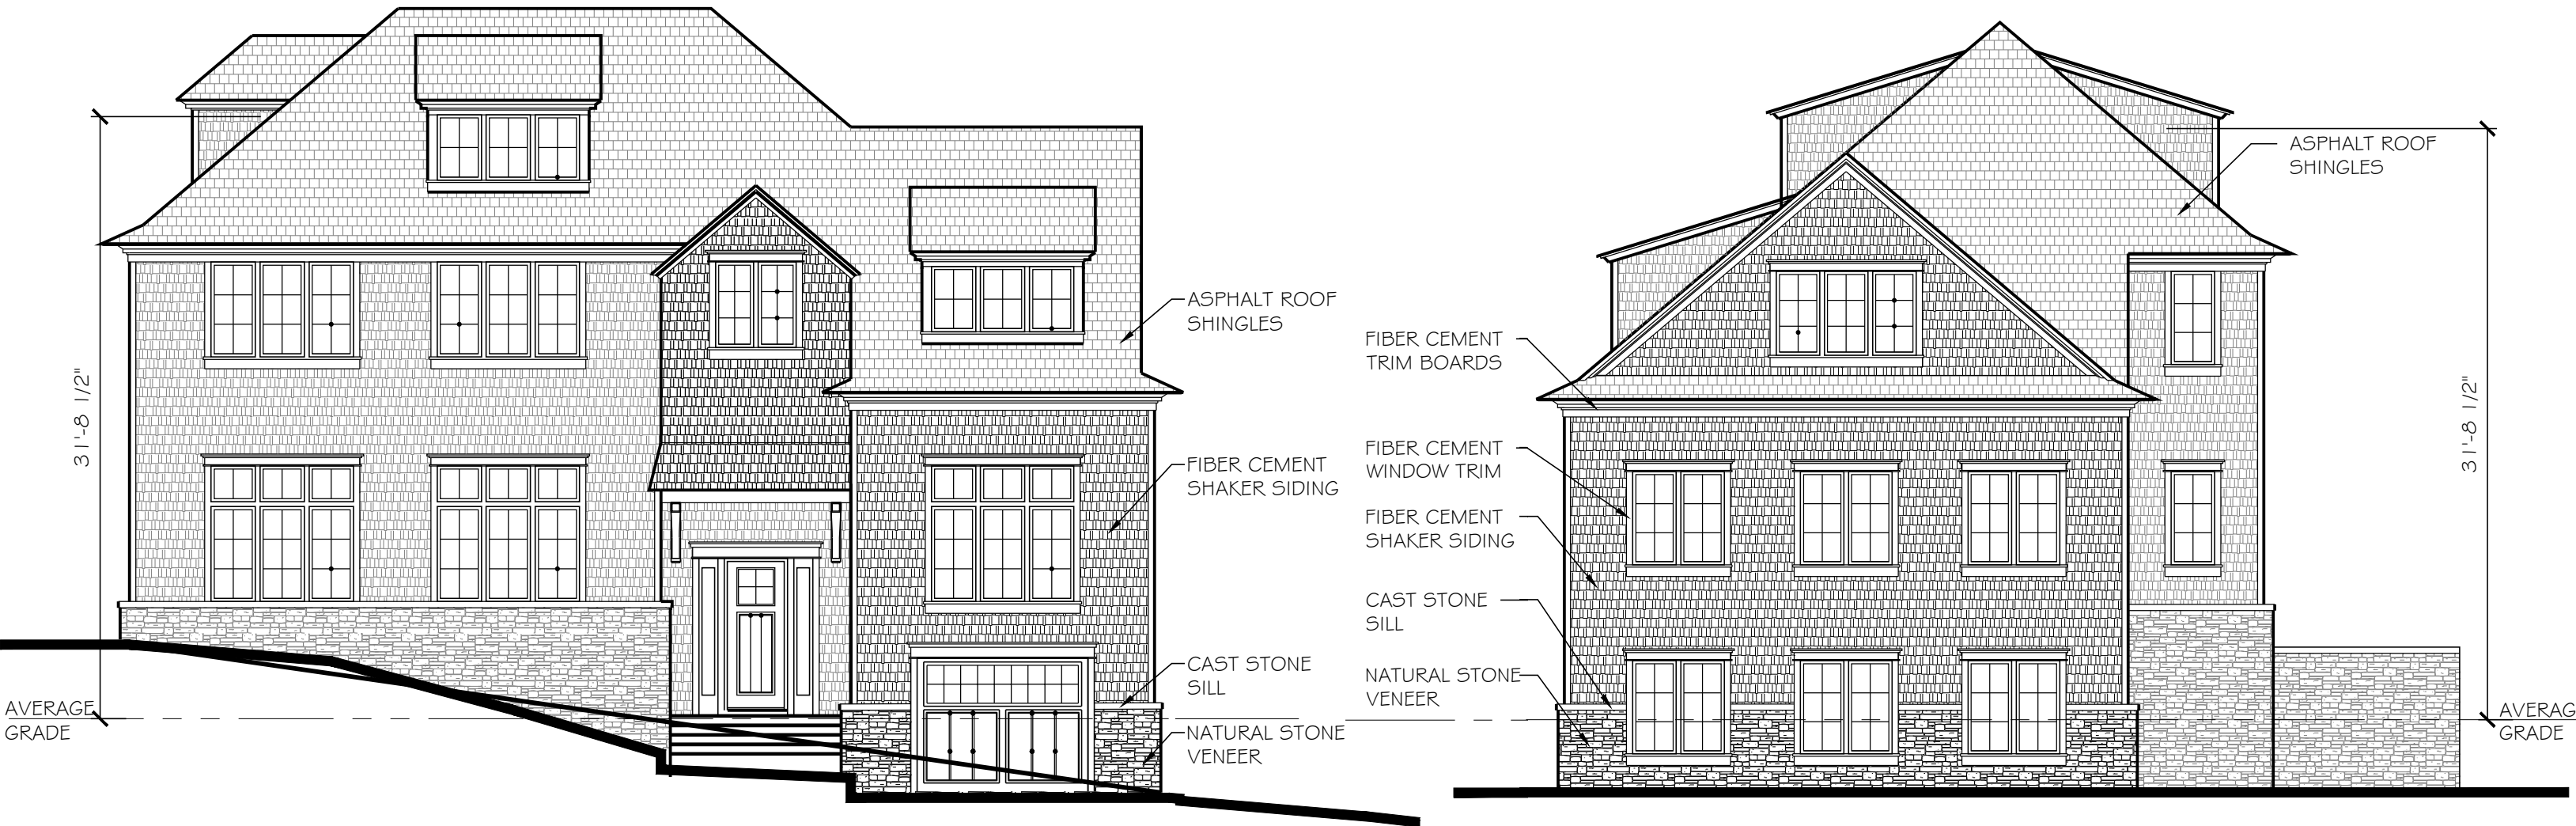 31'-8 1/2"
AVERAGE
GRADE
ASPHALT ROOF
SHINGLES
FIBER CEMENT
SHAKER SIDING
CAST STONE
SILL
NATURAL STONE
VENEER
FIBER CEMENT
TRIM BOARDS
FIBER CEMENT
WINDOW TRIM
FIBER CEMENT
SHAKER SIDING
CAST STONE
SILL
NATURAL STONE
VENEER
ASPHALT ROOF
SHINGLES
31'-8 1/2"
AVERAG
GRADE